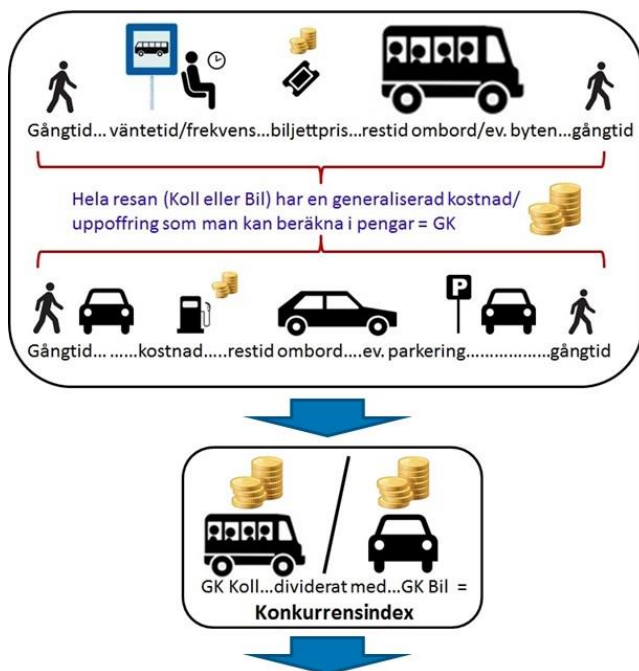 Gångtid... väntetid/frekvens...biljettpris...restid ombord/ev. byten...gångtid
Hela resan (Koll eller Bil) har en generaliserad kostnad/
uppoffring som man kan beräkna i pengar = GK
P
Gångtid... ......kostnad.....restid ombord....ev. parkering.................gångtid
GK Koll...dividerat med...GK Bil =
Konkurrensindex